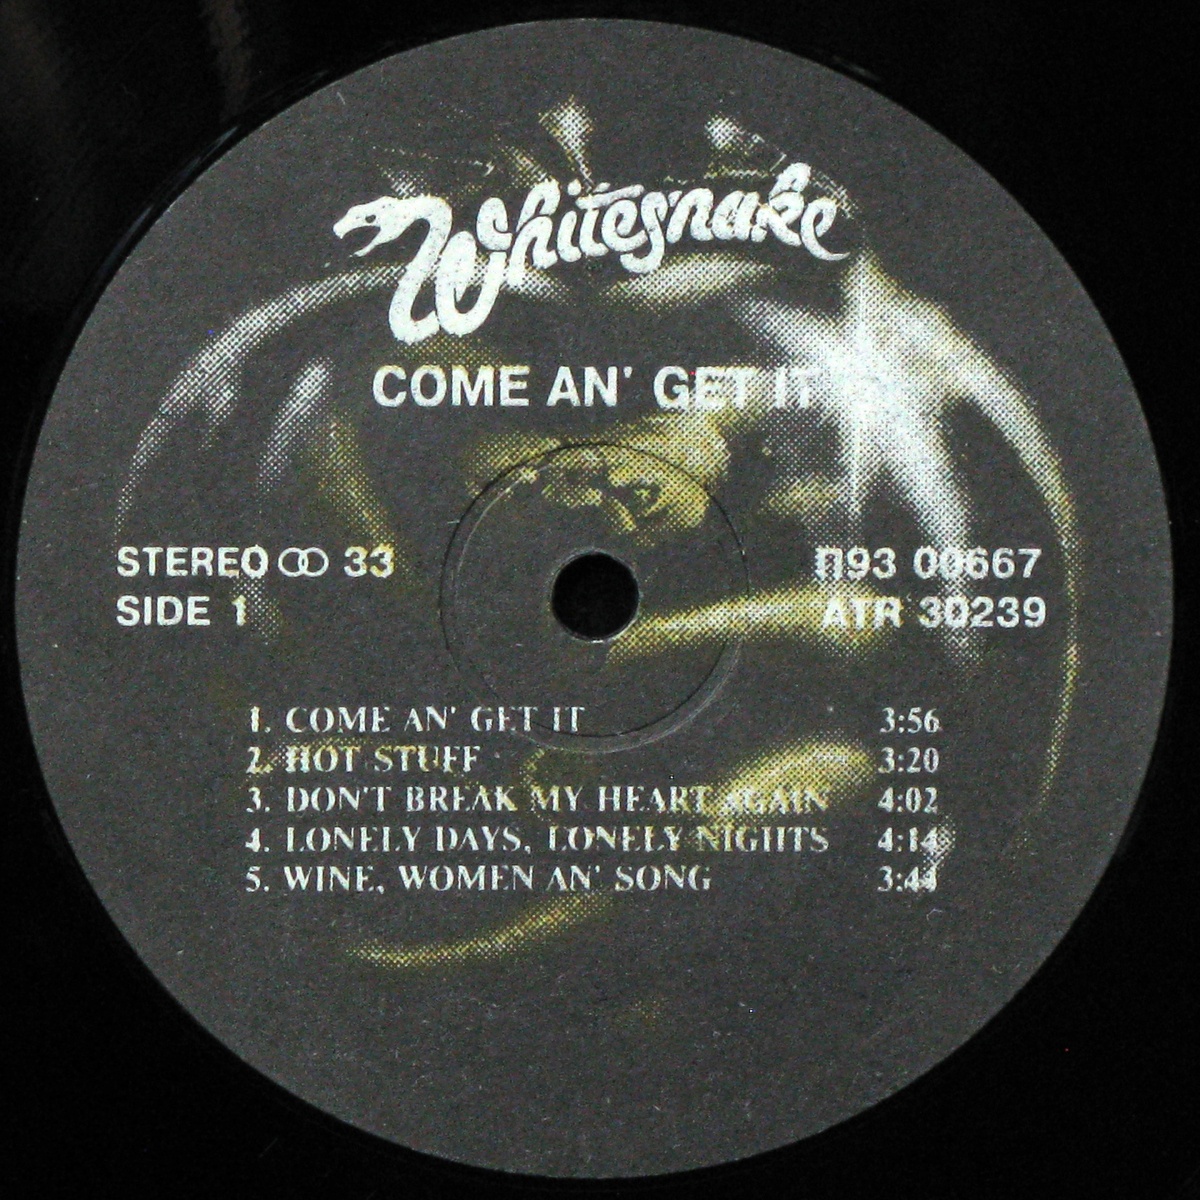 Whitesnake
COME AN' GET IT
STEREO 33
SIDE 1
П93 00667
ATR 30239
1. COME AN' GET IT 3:56
2. HOT STUFF 3:20
3. DON'T BREAK MY HEART AGAIN 4:02
4. LONELY DAYS, LONELY NIGHTS 4:14
5. WINE, WOMEN AN' SONG 3:44